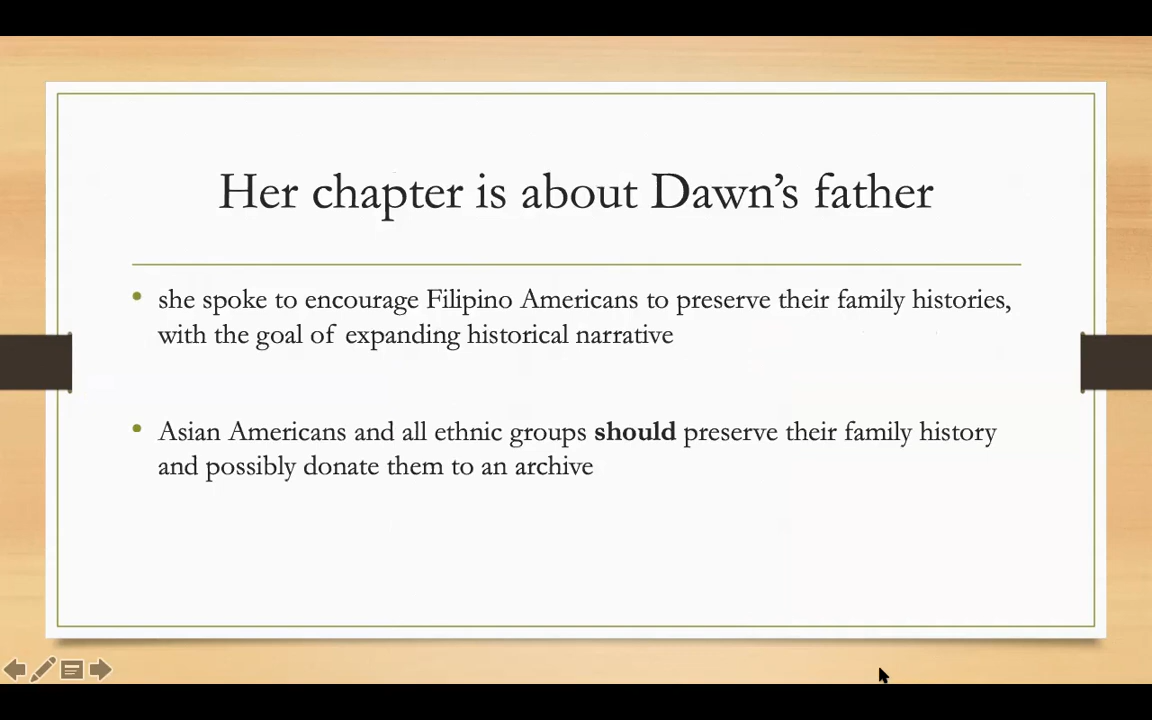 Her chapter is about Dawn's father
she spoke to encourage Filipino Americans to preserve their family histories,
with the goal of expanding historical narrative
Asian Americans and all ethnic groups should preserve their family history
and possibly donate them to an archive